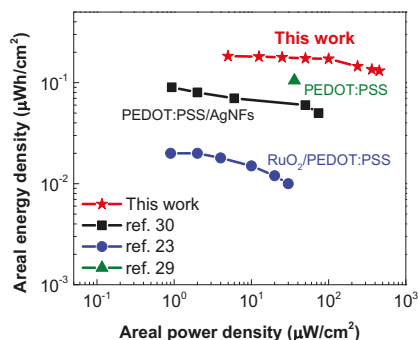 This work
PEDOT:PSS
PEDOT:PSS/AgNFs
RuO₂/PEDOT:PSS
This work
ref. 30
ref. 23
ref. 29
Areal energy density (μWh/cm²)
10⁻¹
10⁻²
10⁻³
10⁻¹ 10⁰ 10¹ 10² 10³
Areal power density (μW/cm²)